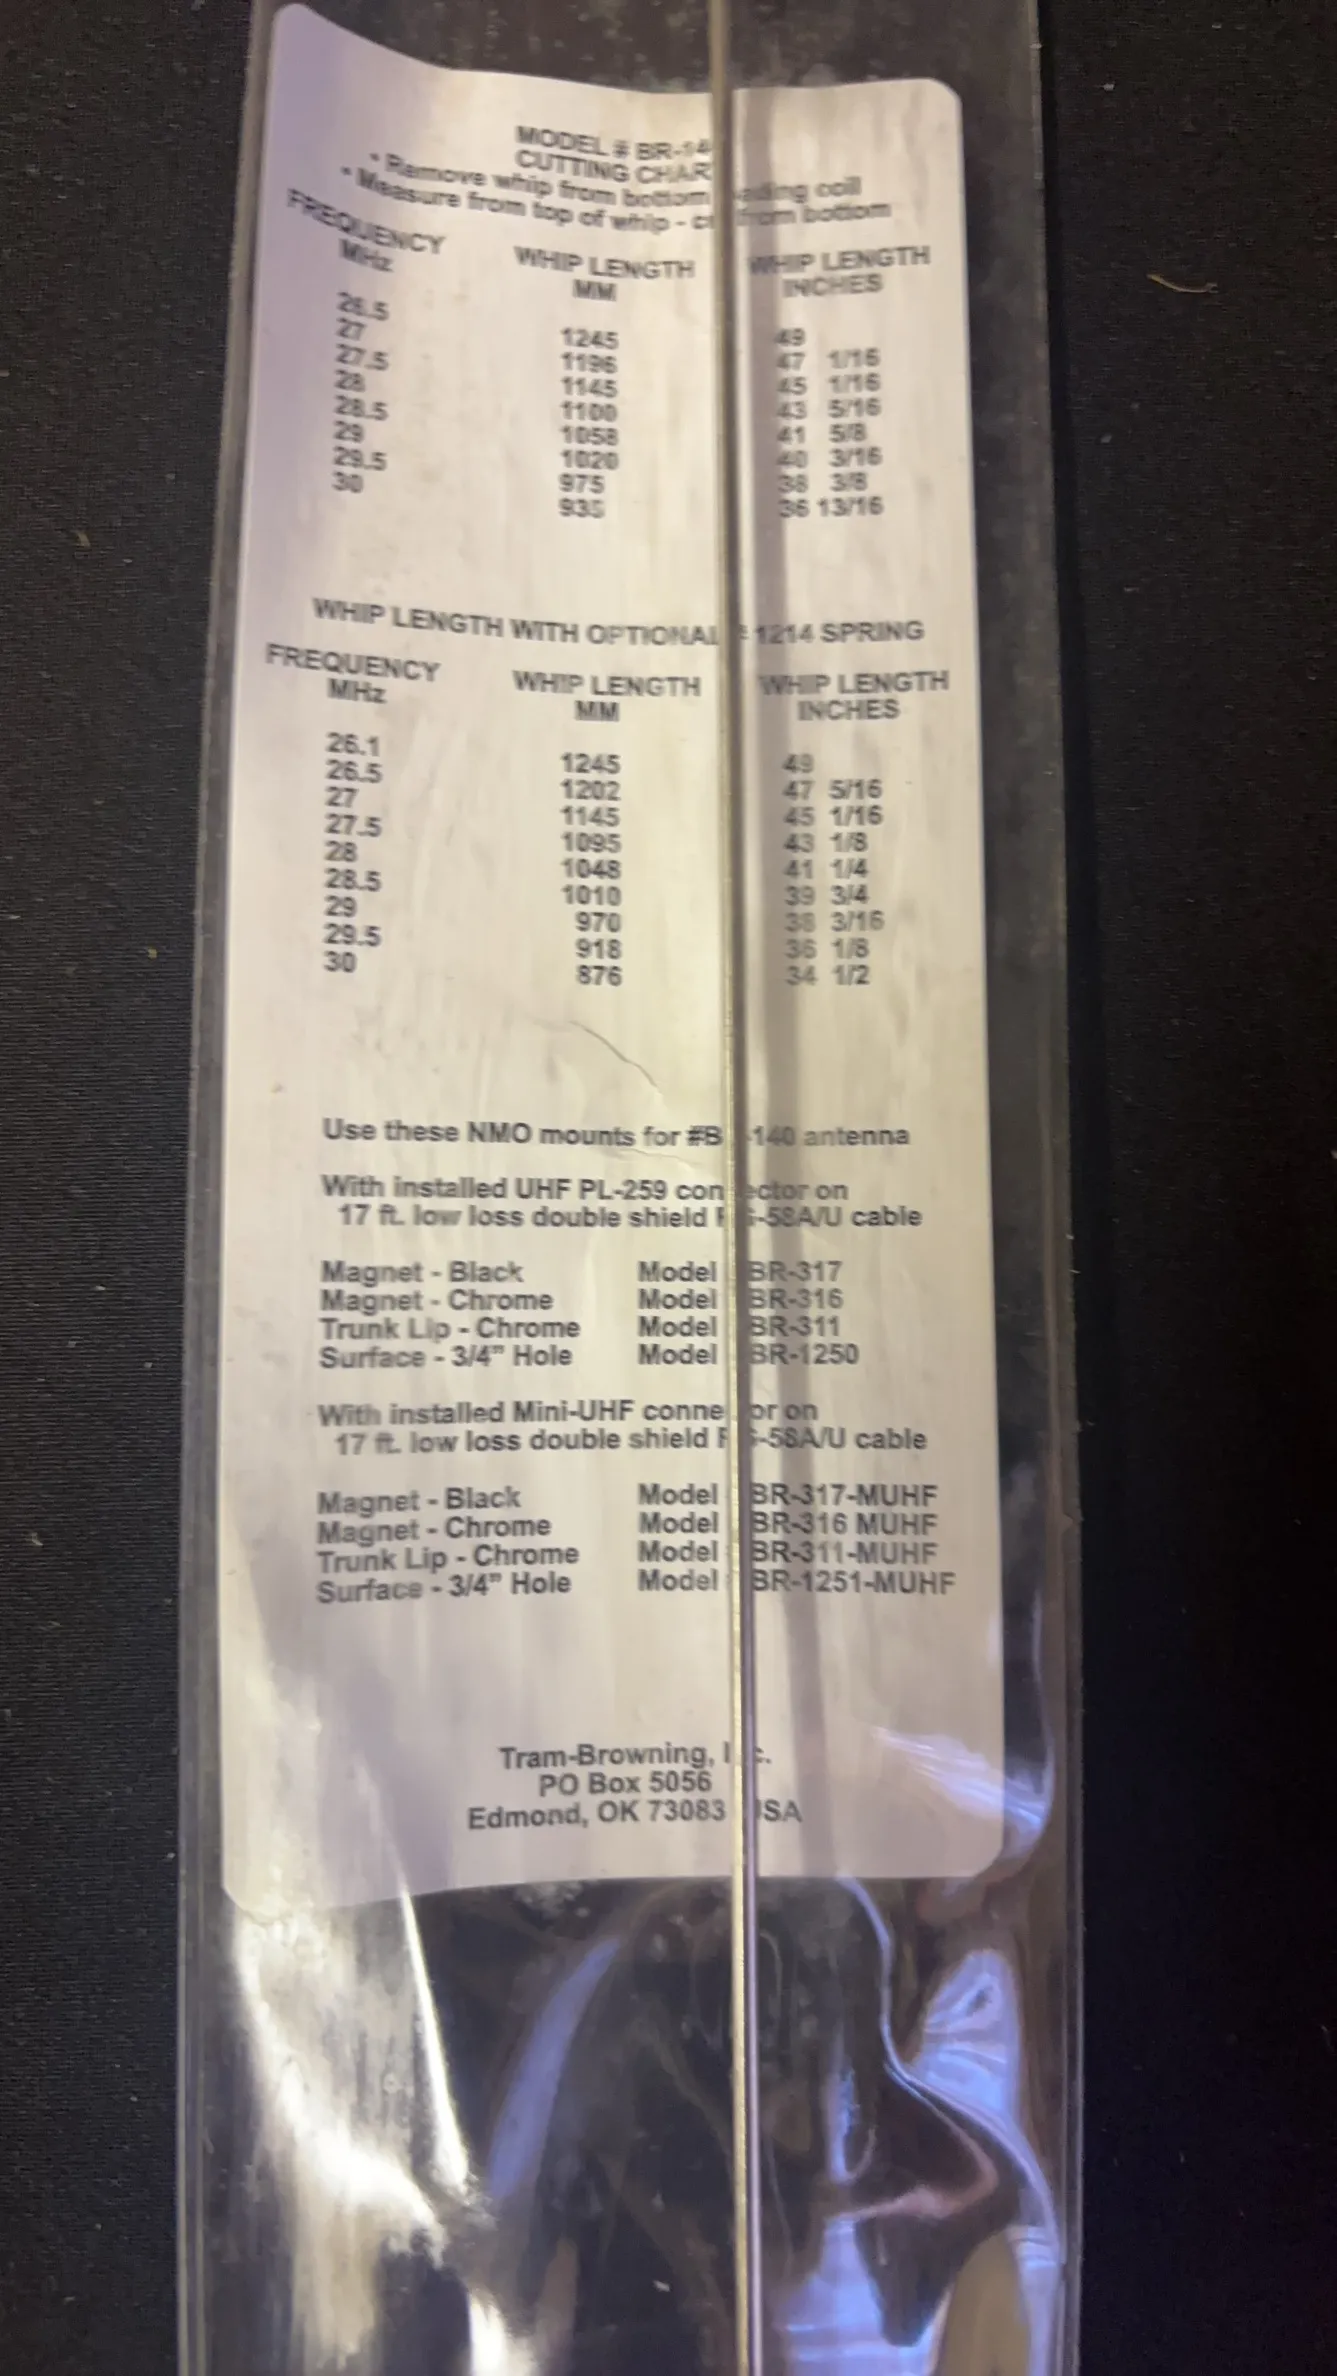 MODEL # BR-14
CUTTING CHAR
• Remove whip from bottom ading coil
• Measure from top of whip - c from bottom
FREQUENCY MHz WHIP LENGTH MM WHIP LENGTH INCHES
26.5 1245 49
27 1196 47 1/16
27.5 1145 45 1/16
28 1100 43 5/16
28.5 1058 41 5/8
29 1020 40 3/16
29.5 975 38 3/8
30 935 36 13/16
WHIP LENGTH WITH OPTIONAL # 1214 SPRING
FREQUENCY MHz WHIP LENGTH MM WHIP LENGTH INCHES
26.1 1245 49
26.5 1202 47 5/16
27 1145 45 1/16
27.5 1095 43 1/8
28 1048 41 1/4
28.5 1010 39 3/4
29 970 38 3/16
29.5 918 36 1/8
30 876 34 1/2
Use these NMO mounts for #B -140 antenna
With installed UHF PL-259 con ector on
17 ft. low loss double shield RG-58A/U cable
Magnet - Black Model BR-317
Magnet - Chrome Model BR-316
Trunk Lip - Chrome Model BR-311
Surface - 3/4" Hole Model BR-1250
With installed Mini-UHF conne or on
17 ft. low loss double shield RG-58A/U cable
Magnet - Black Model BR-317-MUHF
Magnet - Chrome Model BR-316 MUHF
Trunk Lip - Chrome Model BR-311-MUHF
Surface - 3/4" Hole Model BR-1251-MUHF
Tram-Browning, I c.
PO Box 5056
Edmond, OK 73083 USA